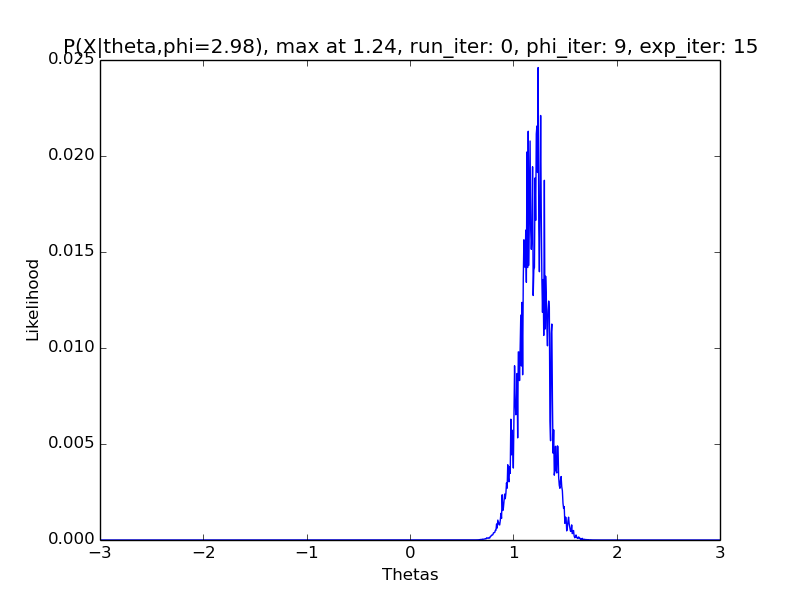 P(X|theta,phi=2.98), max at 1.24, run_iter: 0, phi_iter: 9, exp_iter: 15
0.025
0.020
0.015
0.010
0.005
0.000
Likelihood
−3 −2 −1 0 1 2 3
Thetas